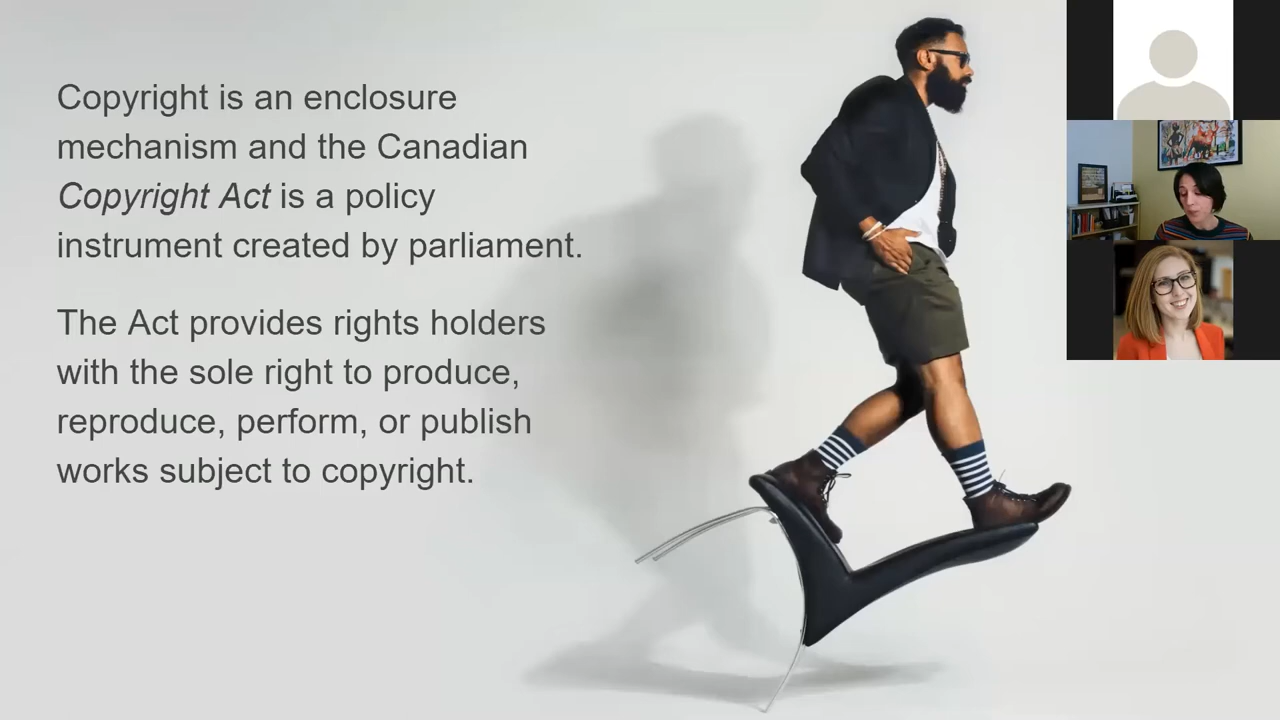 Copyright is an enclosure
mechanism and the Canadian
Copyright Act is a policy
instrument created by parliament.
The Act provides rights holders
with the sole right to produce,
reproduce, perform, or publish
works subject to copyright.